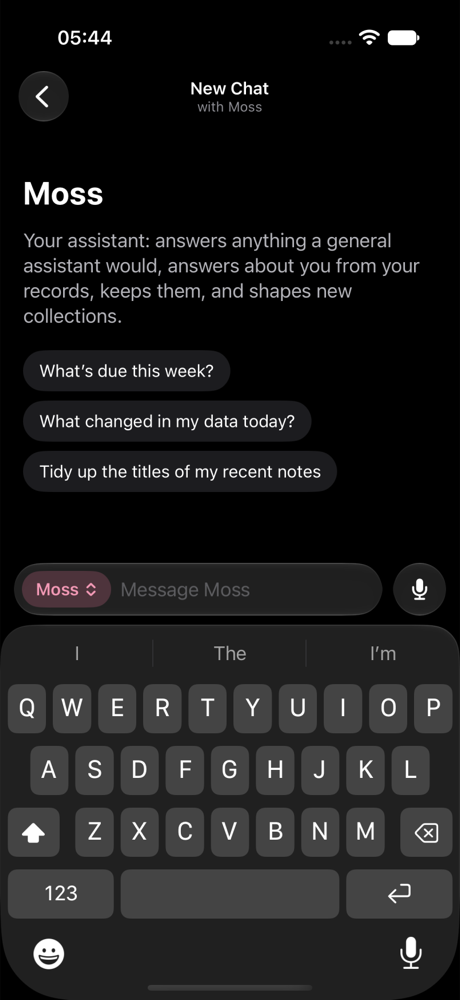 05:44
New Chat
with Moss
Moss
Your assistant: answers anything a general
assistant would, answers about you from your
records, keeps them, and shapes new
collections.
What’s due this week?
What changed in my data today?
Tidy up the titles of my recent notes
Moss
Message Moss
I The I’m
Q W E R T Y U I O P
A S D F G H J K L
Z X C V B N M
123